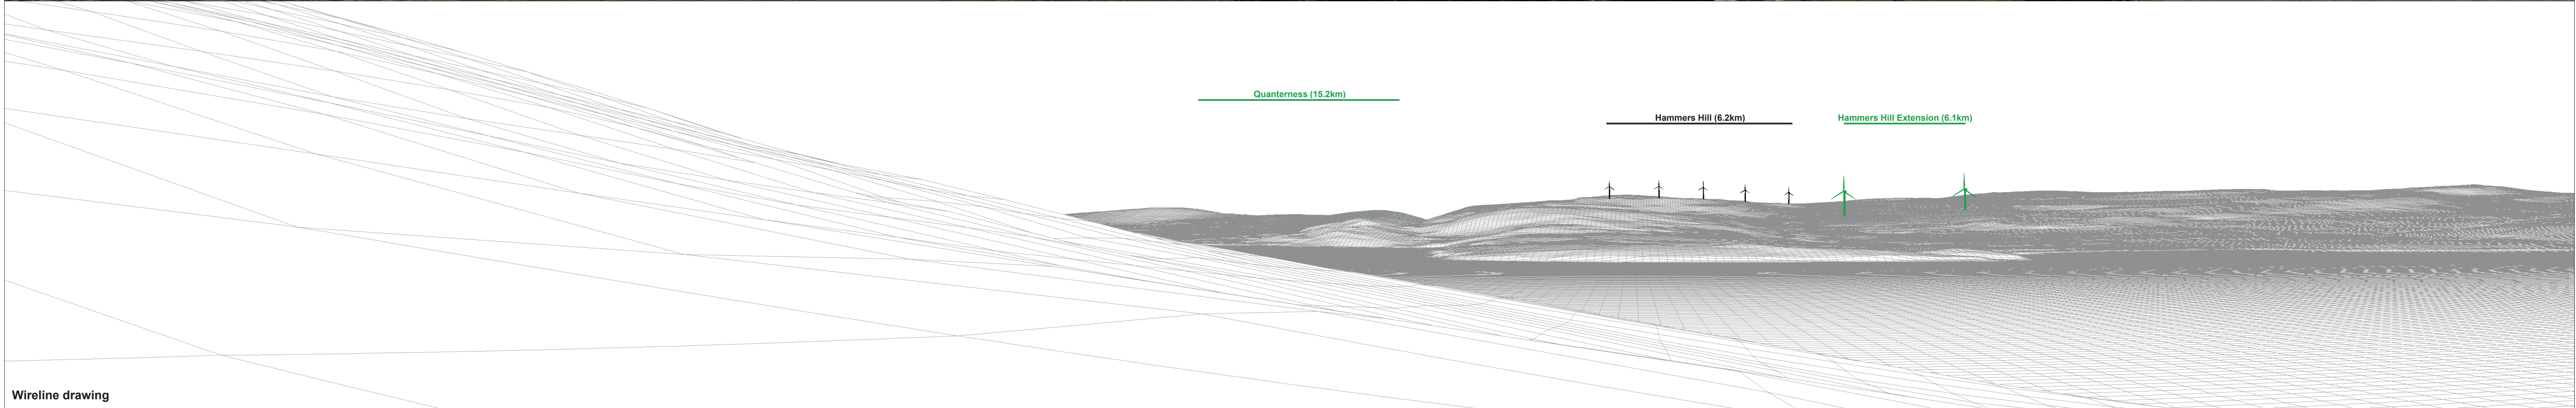 Quanterness (15.2km)
Hammers Hill (6.2km)
Hammers Hill Extension (6.1km)
Wireline drawing